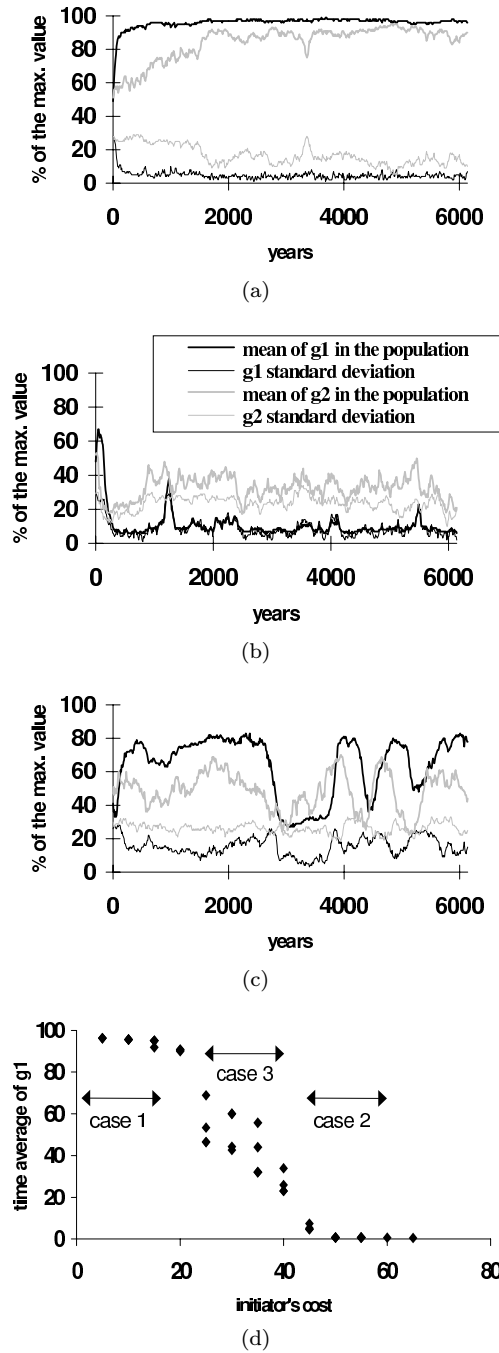 100
80
60
40
20
0
% of the max. value
0 2000 4000 6000
years
(a)
mean of g1 in the population
g1 standard deviation
mean of g2 in the population
g2 standard deviation
100
80
60
40
20
0
% of the max. value
0 2000 4000 6000
years
(b)
100
80
60
40
20
0
% of the max. value
0 2000 4000 6000
years
(c)
100
80
60
40
20
0
time average of g1
case 3
case 1
case 2
0 20 40 60 80
initiator's cost
(d)